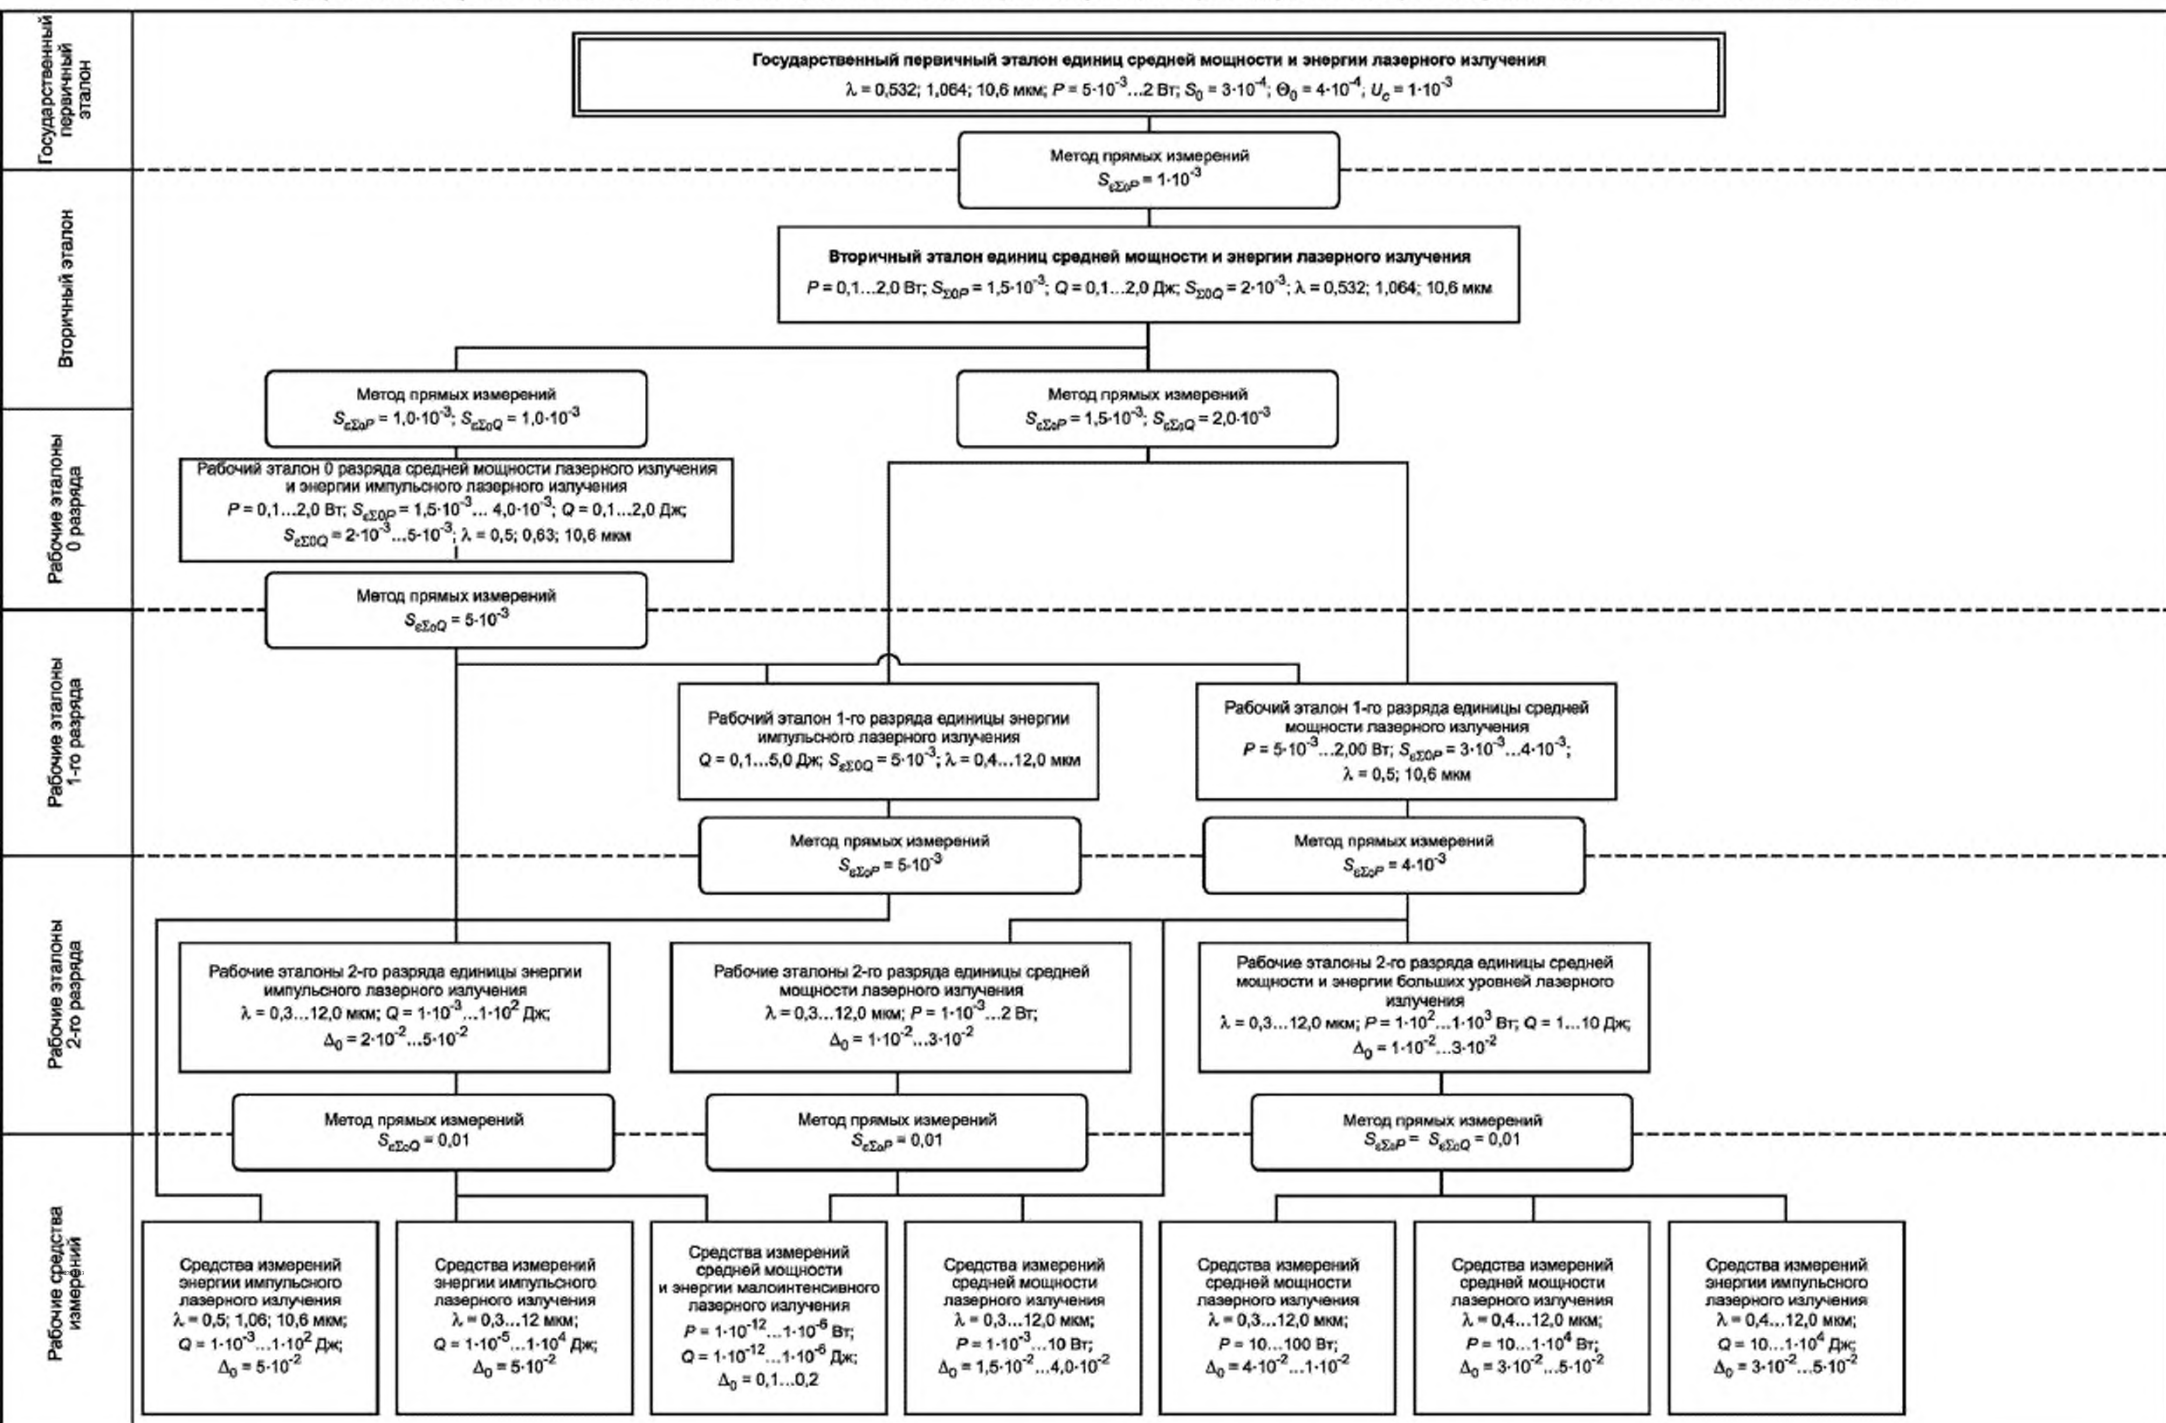 Государственный
первичный
эталон
Государственный первичный эталон единиц средней мощности и энергии лазерного излучения
λ = 0,532; 1,064; 10,6 мкм; P = 5·10⁻³...2 Вт; S₀ = 3·10⁻⁴; Θ₀ = 4·10⁻⁴; U_c = 1·10⁻³
Метод прямых измерений
S_εΣ₀P = 1·10⁻³
Вторичный эталон
Вторичный эталон единиц средней мощности и энергии лазерного излучения
P = 0,1...2,0 Вт; S_Σ0P = 1,5·10⁻³; Q = 0,1...2,0 Дж; S_Σ0Q = 2·10⁻³; λ = 0,532; 1,064; 10,6 мкм
Метод прямых измерений
S_εΣ₀P = 1,0·10⁻³; S_εΣ₀Q = 1,0·10⁻³
Метод прямых измерений
S_εΣ₀P = 1,5·10⁻³; S_εΣ₀Q = 2,0·10⁻³
Рабочие эталоны
0 разряда
Рабочий эталон 0 разряда средней мощности лазерного излучения
и энергии импульсного лазерного излучения
P = 0,1...2,0 Вт; S_εΣ0P = 1,5·10⁻³... 4,0·10⁻³; Q = 0,1...2,0 Дж;
S_εΣ0Q = 2·10⁻³...5·10⁻³; λ = 0,5; 0,63; 10,6 мкм
Метод прямых измерений
S_εΣ₀Q = 5·10⁻³
Рабочие эталоны
1-го разряда
Рабочий эталон 1-го разряда единицы энергии
импульсного лазерного излучения
Q = 0,1...5,0 Дж; S_εΣ0Q = 5·10⁻³; λ = 0,4...12,0 мкм
Рабочий эталон 1-го разряда единицы средней
мощности лазерного излучения
P = 5·10⁻³...2,00 Вт; S_εΣ0P = 3·10⁻³...4·10⁻³;
λ = 0,5; 10,6 мкм
Метод прямых измерений
S_εΣ₀P = 5·10⁻³
Метод прямых измерений
S_εΣ₀P = 4·10⁻³
Рабочие эталоны
2-го разряда
Рабочие эталоны 2-го разряда единицы энергии
импульсного лазерного излучения
λ = 0,3...12,0 мкм; Q = 1·10⁻³...1·10² Дж;
Δ₀ = 2·10⁻²...5·10⁻²
Рабочие эталоны 2-го разряда единицы средней
мощности лазерного излучения
λ = 0,3...12,0 мкм; P = 1·10⁻³...2 Вт;
Δ₀ = 1·10⁻²...3·10⁻²
Рабочие эталоны 2-го разряда единицы средней
мощности и энергии больших уровней лазерного
излучения
λ = 0,3...12,0 мкм; P = 1·10²...1·10³ Вт; Q = 1...10 Дж;
Δ₀ = 1·10⁻²...3·10⁻²
Метод прямых измерений
S_εΣ₀Q = 0,01
Метод прямых измерений
S_εΣ₀P = 0,01
Метод прямых измерений
S_εΣ₀P = S_εΣ₀Q = 0,01
Рабочие средства
измерений
Средства измерений
энергии импульсного
лазерного излучения
λ = 0,5; 1,06; 10,6 мкм;
Q = 1·10⁻³...1·10² Дж;
Δ₀ = 5·10⁻²
Средства измерений
энергии импульсного
лазерного излучения
λ = 0,3...12 мкм;
Q = 1·10⁻⁵...1·10⁴ Дж;
Δ₀ = 5·10⁻²
Средства измерений
средней мощности
и энергии малоинтенсивного
лазерного излучения
P = 1·10⁻¹²...1·10⁻⁶ Вт;
Q = 1·10⁻¹²...1·10⁻⁶ Дж;
Δ₀ = 0,1...0,2
Средства измерений
средней мощности
лазерного излучения
λ = 0,3...12,0 мкм;
P = 1·10⁻³...10 Вт;
Δ₀ = 1,5·10⁻²...4,0·10⁻²
Средства измерений
средней мощности
лазерного излучения
λ = 0,3...12,0 мкм;
P = 10...100 Вт;
Δ₀ = 4·10⁻²...1·10⁻²
Средства измерений
средней мощности
лазерного излучения
λ = 0,4...12,0 мкм;
P = 10...1·10⁴ Вт;
Δ₀ = 3·10⁻²...5·10⁻²
Средства измерений
энергии импульсного
лазерного излучения
λ = 0,4...12,0 мкм;
Q = 10...1·10⁴ Дж;
Δ₀ = 3·10⁻²...5·10⁻²